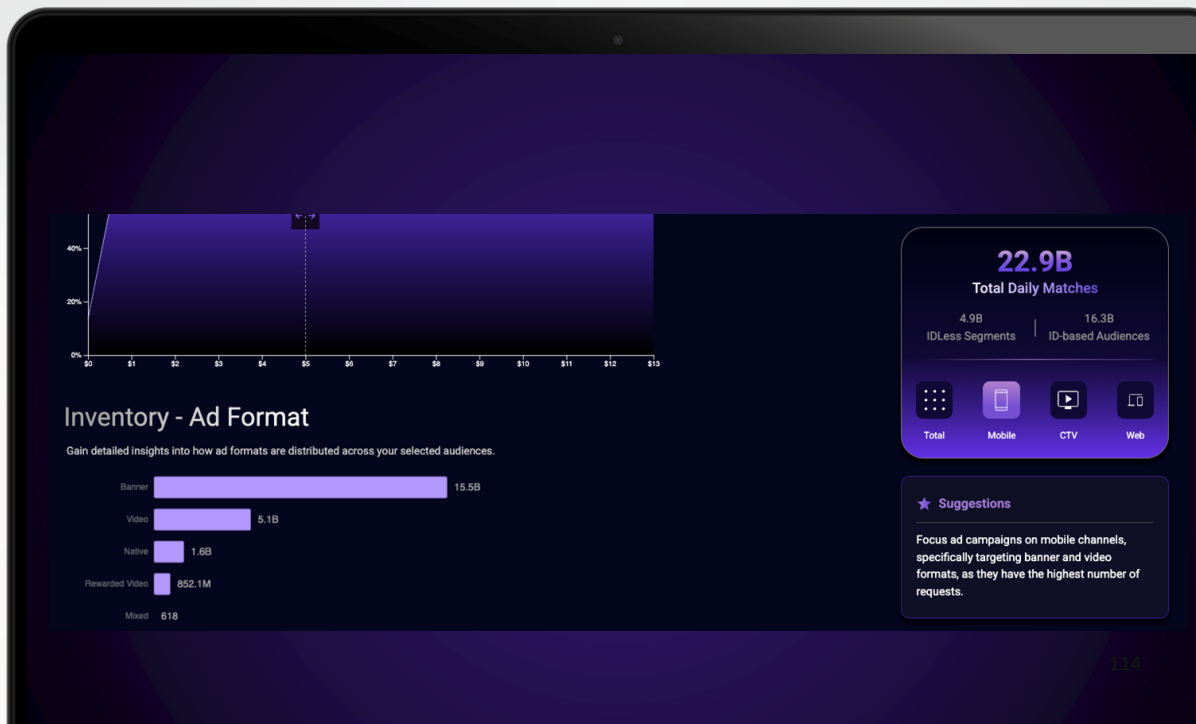 40%
20%
0%
$0 $1 $2 $3 $4 $5 $6 $7 $8 $9 $10 $11 $12 $13
22.9B
Total Daily Matches
4.9B 16.3B
IDLess Segments ID-based Audiences
Total Mobile CTV Web
Inventory - Ad Format
Gain detailed insights into how ad formats are distributed across your selected audiences.
Banner 15.5B
Video 5.1B
Native 1.6B
Rewarded Video 852.1M
Mixed 618
Suggestions
Focus ad campaigns on mobile channels,
specifically targeting banner and video
formats, as they have the highest number of
requests.
114